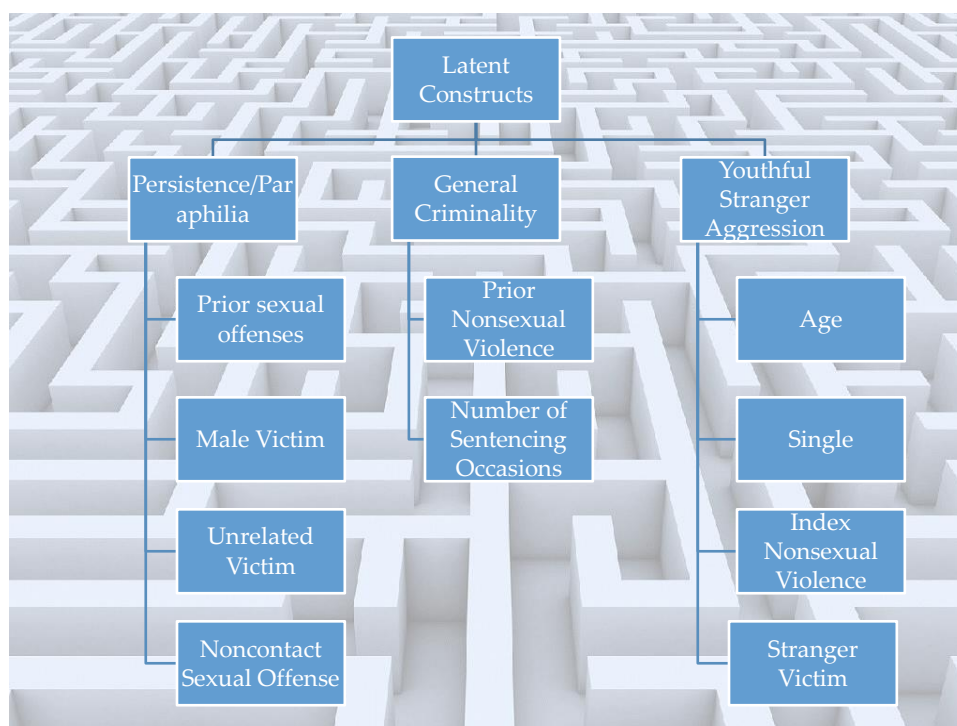 Latent
Constructs
Persistence/Par
aphilia
General
Criminality
Youthful
Stranger
Aggression
Prior sexual
offenses
Prior
Nonsexual
Violence
Age
Male Victim
Number of
Sentencing
Occasions
Single
Unrelated
Victim
Index
Nonsexual
Violence
Noncontact
Sexual Offense
Stranger
Victim